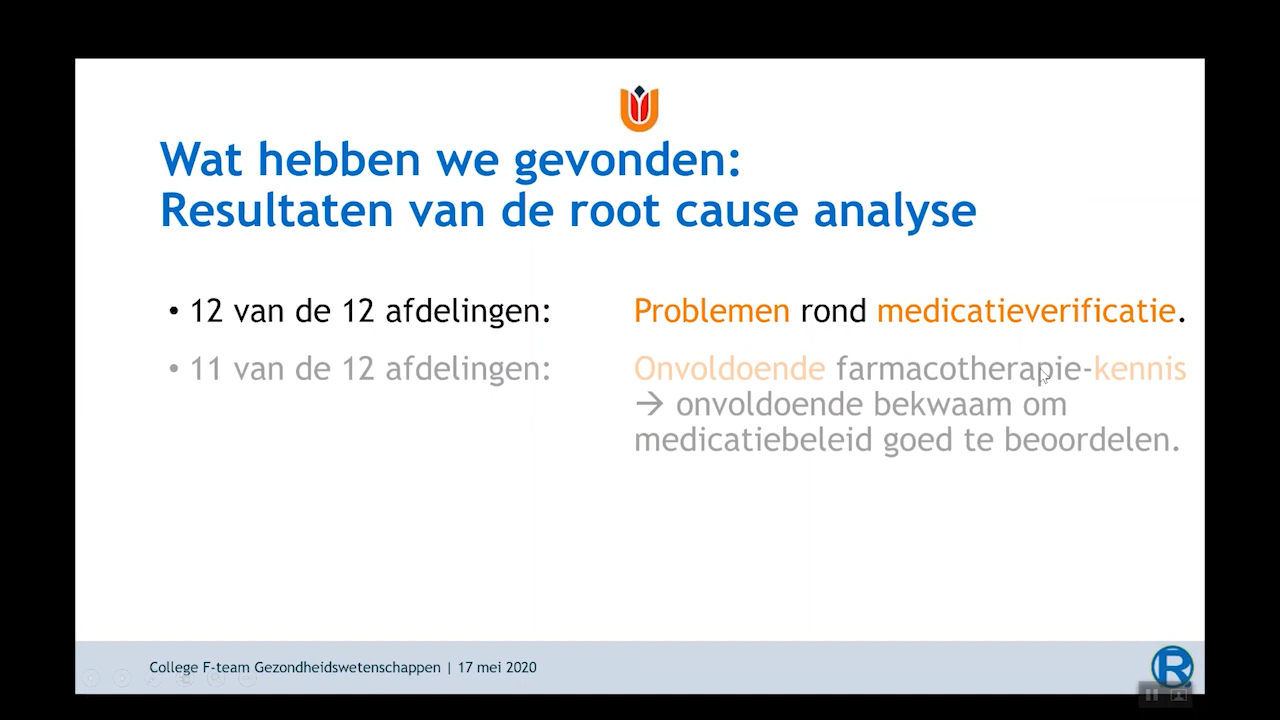 Wat hebben we gevonden:
Resultaten van de root cause analyse
• 12 van de 12 afdelingen: Problemen rond medicatieverificatie.
• 11 van de 12 afdelingen: Onvoldoende farmacotherapie-kennis
→ onvoldoende bekwaam om
medicatiebeleid goed te beoordelen.
College F-team Gezondheidswetenschappen | 17 mei 2020
R